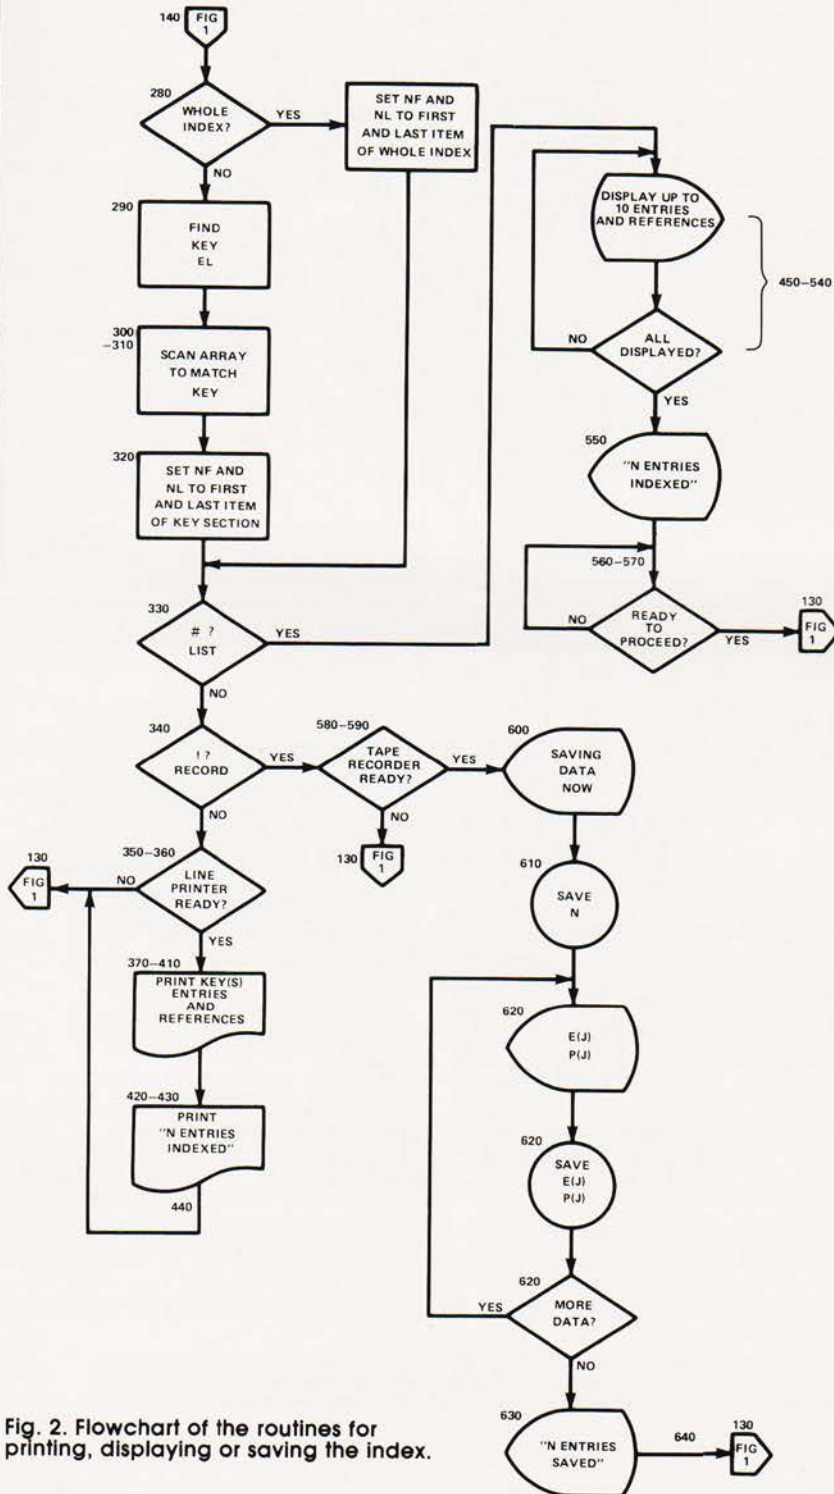 140
FIG
1
280
WHOLE
INDEX?
YES
NO
SET NF AND
NL TO FIRST
AND LAST ITEM
OF WHOLE INDEX
290
FIND
KEY
EL
300
-310
SCAN ARRAY
TO MATCH
KEY
320
SET NF AND
NL TO FIRST
AND LAST ITEM
OF KEY SECTION
330
# ?
LIST
YES
NO
DISPLAY UP TO
10 ENTRIES
AND REFERENCES
450-540
ALL
DISPLAYED?
NO
YES
550
"N ENTRIES
INDEXED"
560-570
READY
TO
PROCEED?
NO
YES
130
FIG
1
340
! ?
RECORD
YES
NO
580-590
TAPE
RECORDER
READY?
YES
NO
130
FIG
1
600
SAVING
DATA
NOW
610
SAVE
N
620
E(J)
P(J)
620
SAVE
E(J)
P(J)
620
MORE
DATA?
YES
NO
630
"N ENTRIES
SAVED"
640
130
FIG
1
350-360
LINE
PRINTER
READY?
NO
YES
130
FIG
1
370-410
PRINT KEY(S)
ENTRIES
AND
REFERENCES
420-430
PRINT
"N ENTRIES
INDEXED"
440
Fig. 2. Flowchart of the routines for
printing, displaying or saving the index.